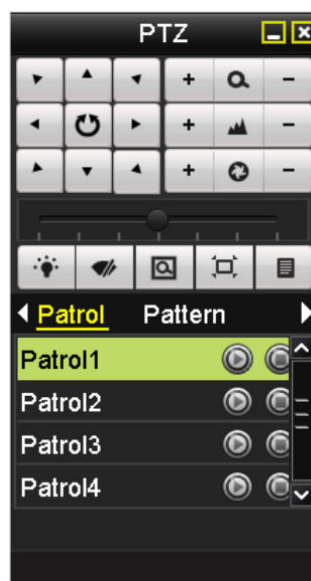 PTZ
+ −
+ −
+ −
Patrol Pattern
Patrol1
Patrol2
Patrol3
Patrol4